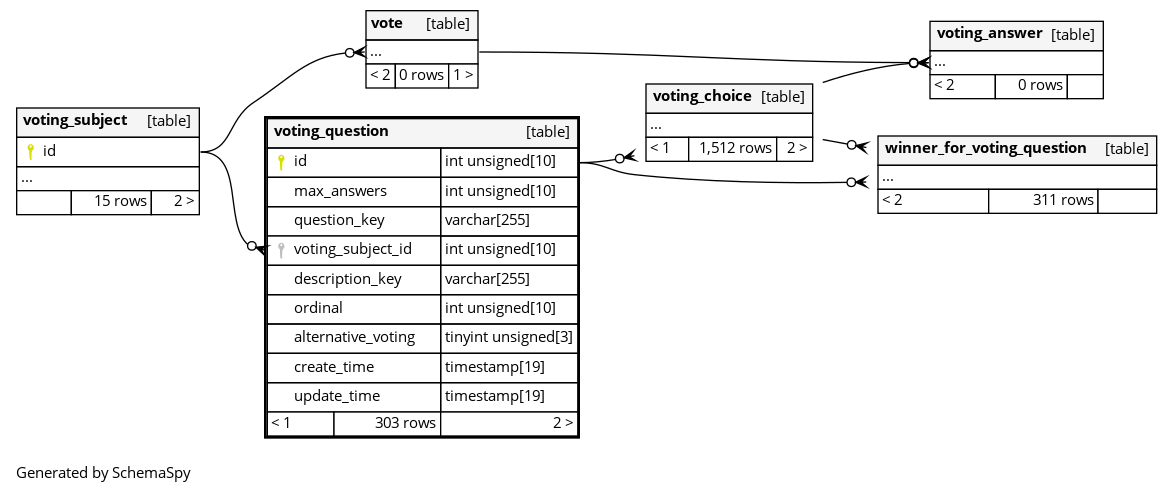 vote [table]
...
< 2 0 rows 1 >
voting_answer [table]
...
< 2 0 rows
voting_subject [table]
id
...
15 rows 2 >
voting_question [table]
id int unsigned[10]
max_answers int unsigned[10]
question_key varchar[255]
voting_subject_id int unsigned[10]
description_key varchar[255]
ordinal int unsigned[10]
alternative_voting tinyint unsigned[3]
create_time timestamp[19]
update_time timestamp[19]
< 1 303 rows 2 >
voting_choice [table]
...
< 1 1,512 rows 2 >
winner_for_voting_question [table]
...
< 2 311 rows
Generated by SchemaSpy